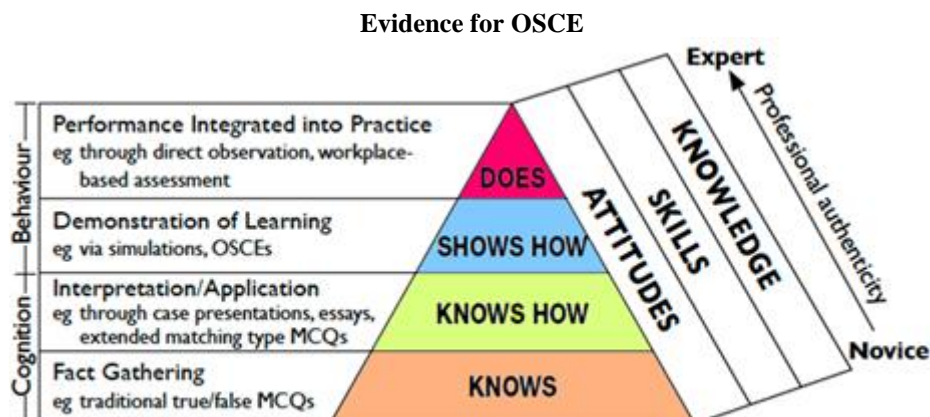 Evidence for OSCE
Expert
Professional authenticity
Novice
Behaviour
Cognition
Performance Integrated into Practice
eg through direct observation, workplace-
based assessment
DOES
Demonstration of Learning
eg via simulations, OSCEs
SHOWS HOW
Interpretation/Application
eg through case presentations, essays,
extended matching type MCQs
KNOWS HOW
Fact Gathering
eg traditional true/false MCQs
KNOWS
ATTITUDES
SKILLS
KNOWLEDGE